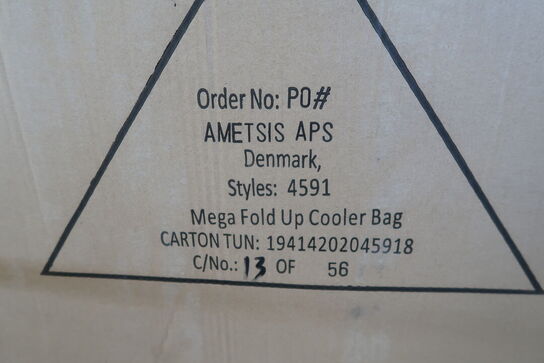 Order No: PO#
AMETSIS APS
Denmark,
Styles: 4591
Mega Fold Up Cooler Bag
CARTON TUN: 19414202045918
C/No.: 13 OF 56